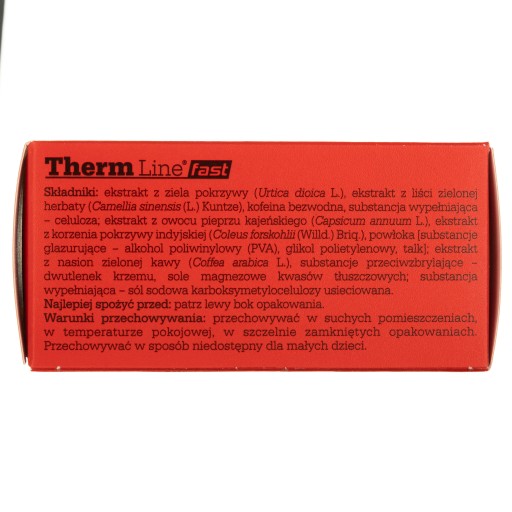 Therm Line® fast
Składniki: ekstrakt z ziela pokrzywy (Urtica dioica L.), ekstrakt z liści zielonej
herbaty (Camellia sinensis (L.) Kuntze), kofeina bezwodna, substancja wypełniająca
– celuloza; ekstrakt z owocu pieprzu kajeńskiego (Capsicum annuum L.), ekstrakt
z korzenia pokrzywy indyjskiej (Coleus forskohlii (Willd.) Briq.), powłoka [substancje
glazurujące – alkohol poliwinylowy (PVA), glikol polietylenowy, talk]; ekstrakt
z nasion zielonej kawy (Coffea arabica L.), substancje przeciwzbrylające –
dwutlenek krzemu, sole magnezowe kwasów tłuszczowych; substancja
wypełniająca – sól sodowa karboksymetylocelulozy usieciowana.
Najlepiej spożyć przed: patrz lewy bok opakowania.
Warunki przechowywania: przechowywać w suchych pomieszczeniach,
w temperaturze pokojowej, w szczelnie zamkniętych opakowaniach.
Przechowywać w sposób niedostępny dla małych dzieci.